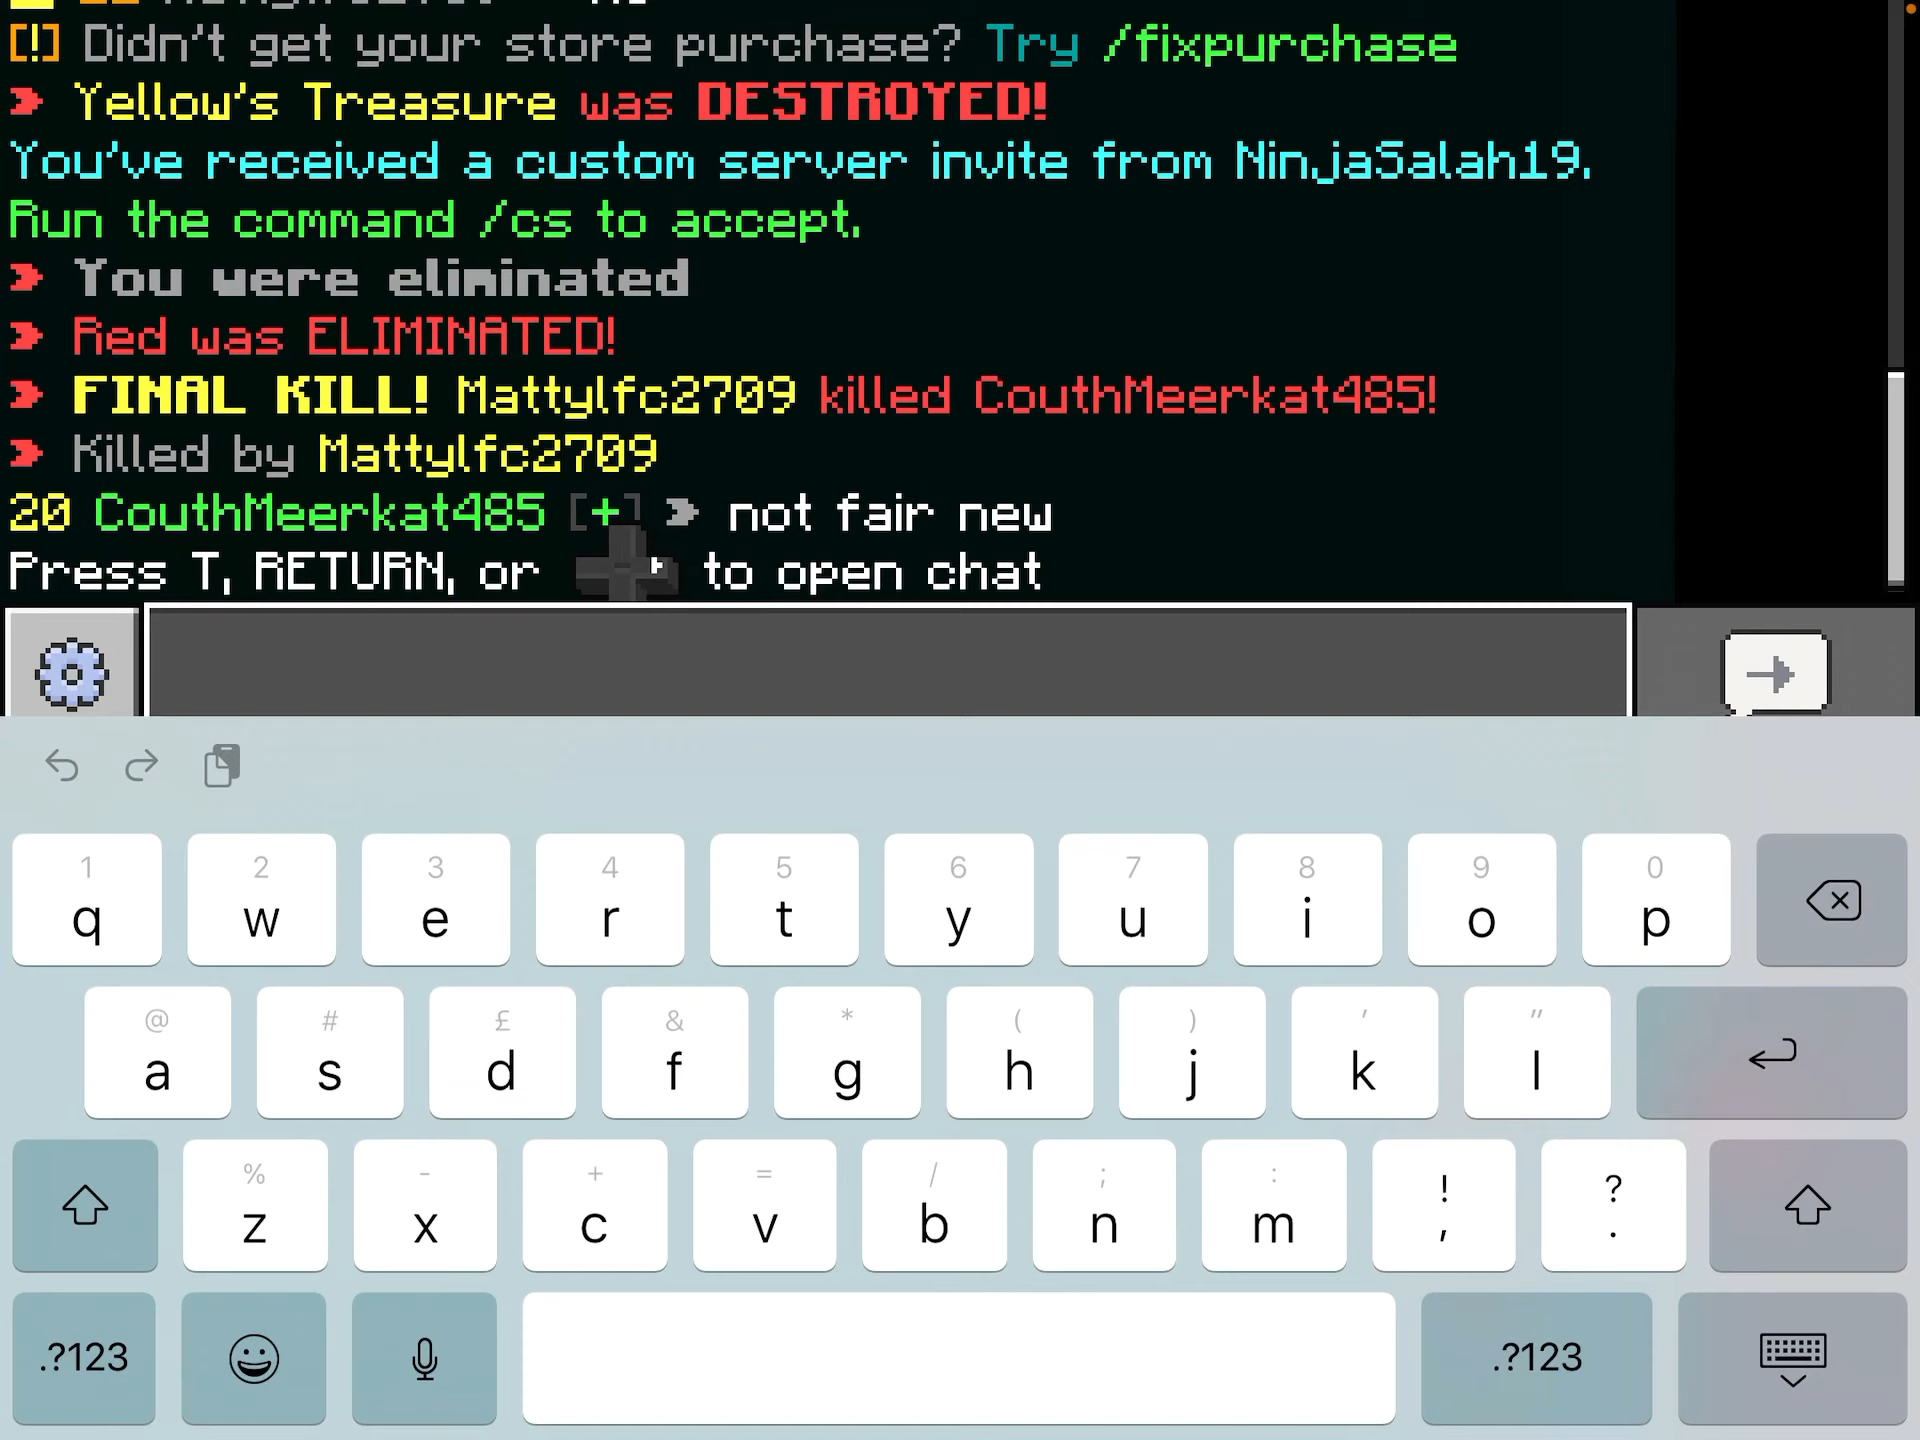 [!] Didn't get your store purchase? Try /fixpurchase
Yellow's Treasure was DESTROYED!
You've received a custom server invite from NinjaSalah19.
Run the command /cs to accept.
You were eliminated
Red was ELIMINATED!
FINAL KILL! Mattylfc2709 killed CouthMeerkat485!
Killed by Mattylfc2709
20 CouthMeerkat485 [+] not fair new
Press T, RETURN, or to open chat
1 2 3 4 5 6 7 8 9 0
q w e r t y u i o p
@ # £ & * ( ) ' "
a s d f g h j k l
% - + = / ; : ! ?
z x c v b n m , .
.?123 .?123